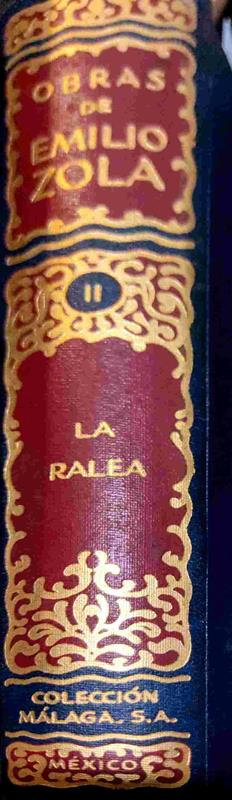 OBRAS
DE
EMILIO
ZOLA
II
LA
RALEA
COLECCIÓN
MÁLAGA, S.A.
MÉXICO